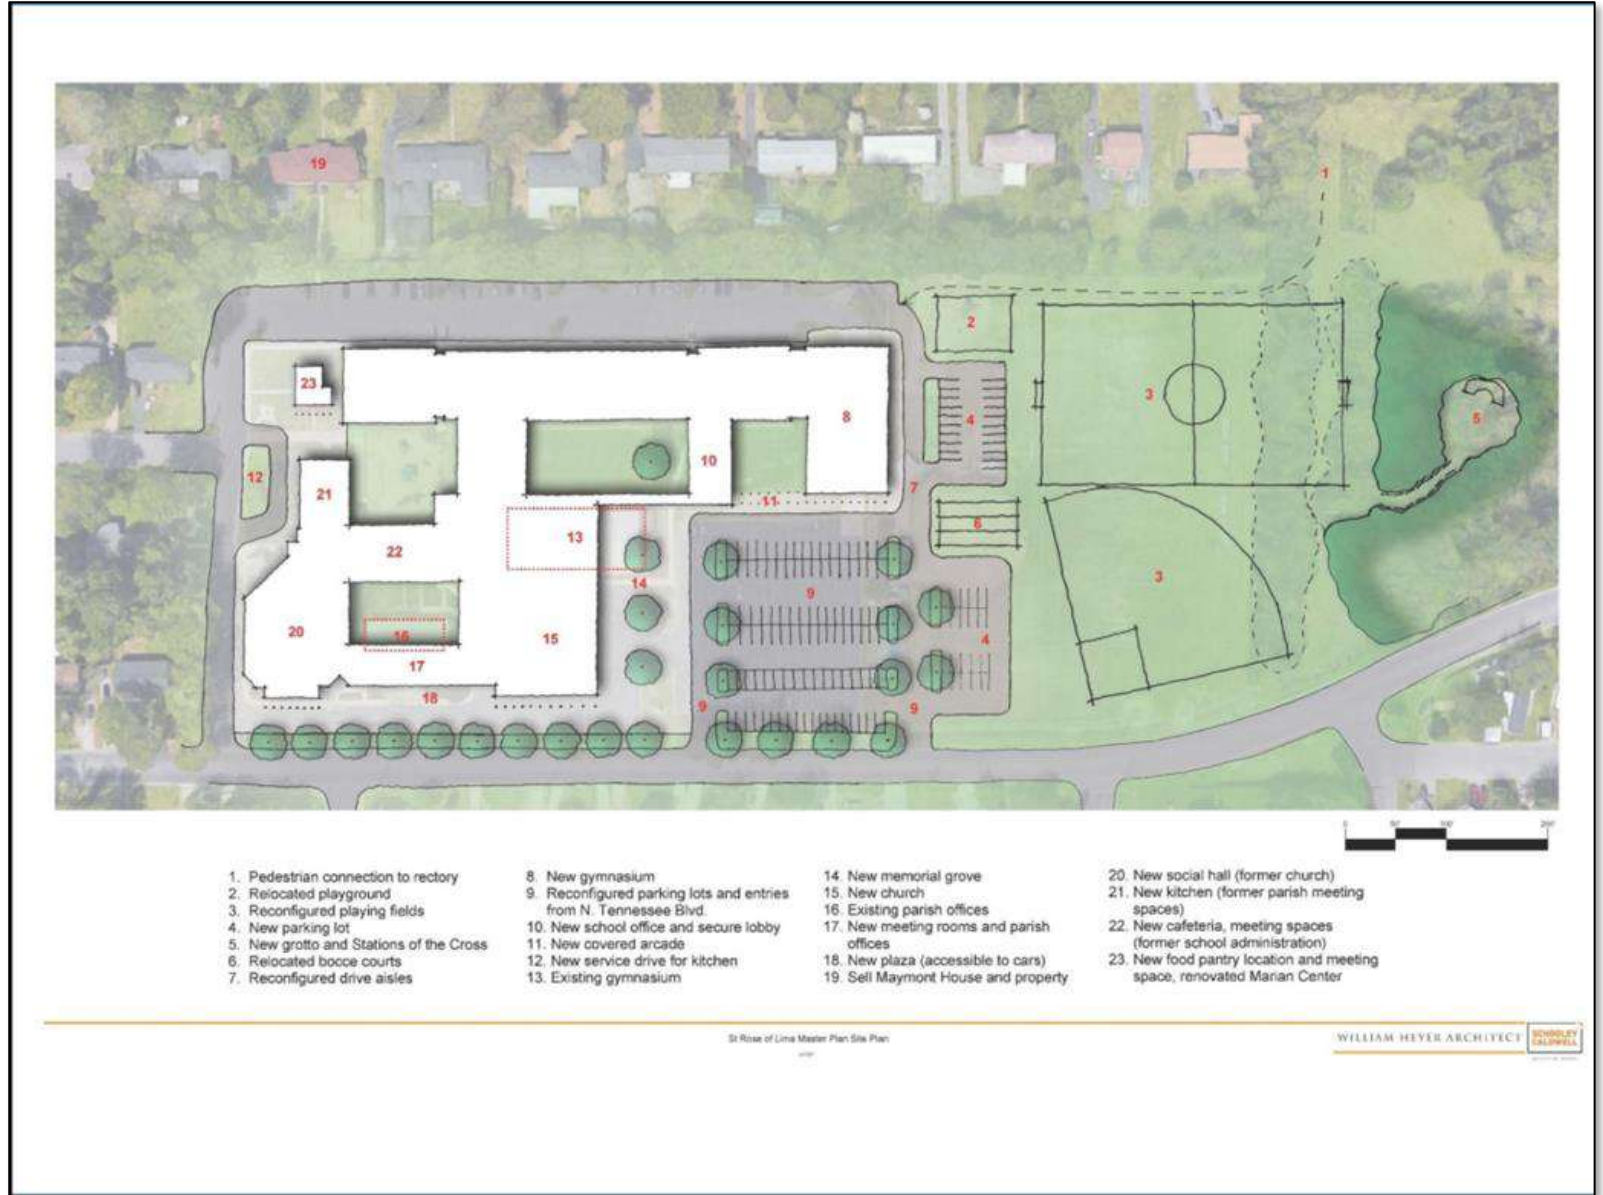 19
1
2
23
3
8
4
5
10
12
21
7
11
6
13
22
14
3
9
16
20
15
4
17
18
9
9
0 50' 100' 200'
1. Pedestrian connection to rectory
2. Relocated playground
3. Reconfigured playing fields
4. New parking lot
5. New grotto and Stations of the Cross
6. Relocated bocce courts
7. Reconfigured drive aisles
8. New gymnasium
9. Reconfigured parking lots and entries
from N. Tennessee Blvd.
10. New school office and secure lobby
11. New covered arcade
12. New service drive for kitchen
13. Existing gymnasium
14. New memorial grove
15. New church
16. Existing parish offices
17. New meeting rooms and parish
offices
18. New plaza (accessible to cars)
19. Sell Maymont House and property
20. New social hall (former church)
21. New kitchen (former parish meeting
spaces)
22. New cafeteria, meeting spaces
(former school administration)
23. New food pantry location and meeting
space, renovated Marian Center
St Rose of Lima Master Plan Site Plan
WILLIAM HEYER ARCHITECT
SCHOOLEY
CALDWELL